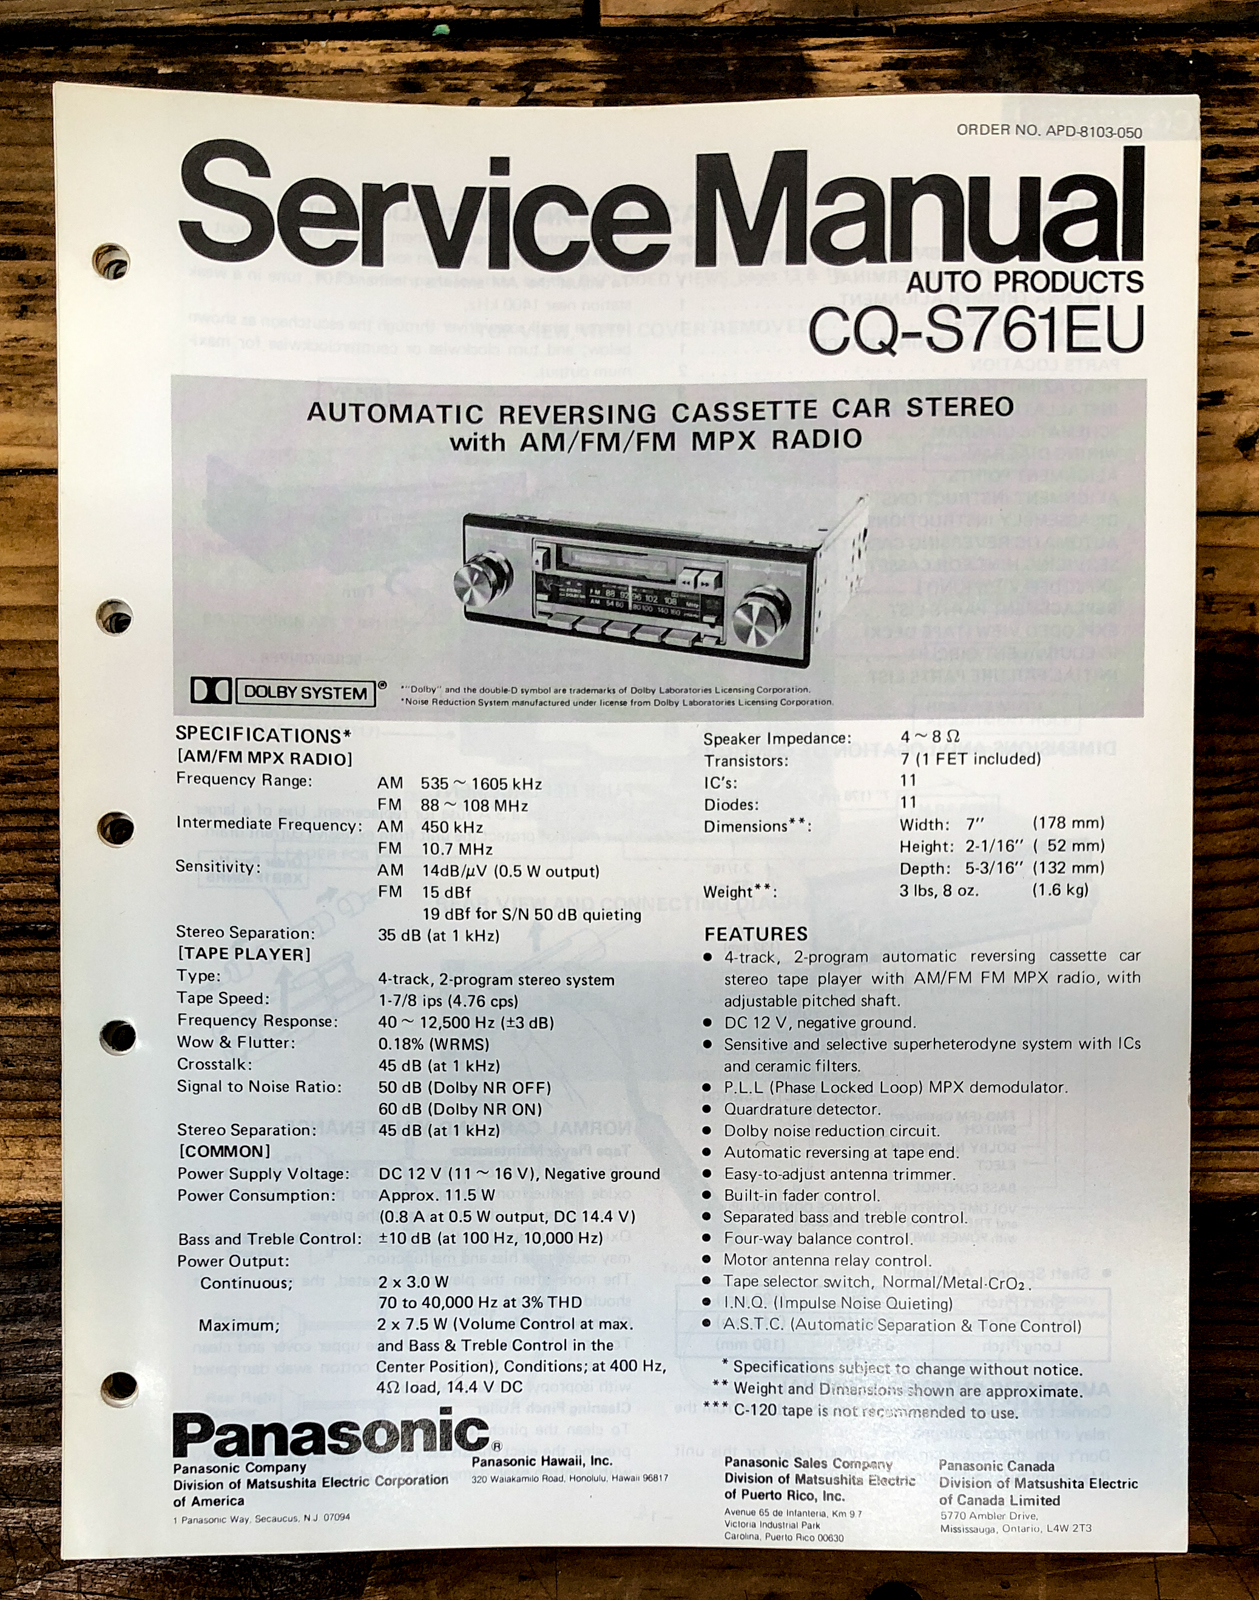 ORDER NO. APD-8103-050
Service Manual
AUTO PRODUCTS
CQ-S761EU
AUTOMATIC REVERSING CASSETTE CAR STEREO
with AM/FM/FM MPX RADIO
FM 88 92 96 102 108 MHz
AM 54 60 80 100 140 160
DOLBY SYSTEM®
*"Dolby" and the double-D symbol are trademarks of Dolby Laboratories Licensing Corporation.
*Noise Reduction System manufactured under license from Dolby Laboratories Licensing Corporation.
SPECIFICATIONS*
[AM/FM MPX RADIO]
Frequency Range: AM 535 ~ 1605 kHz
FM 88 ~ 108 MHz
Intermediate Frequency: AM 450 kHz
FM 10.7 MHz
Sensitivity: AM 14dB/μV (0.5 W output)
FM 15 dBf
19 dBf for S/N 50 dB quieting
Stereo Separation: 35 dB (at 1 kHz)
[TAPE PLAYER]
Type: 4-track, 2-program stereo system
Tape Speed: 1-7/8 ips (4.76 cps)
Frequency Response: 40 ~ 12,500 Hz (±3 dB)
Wow & Flutter: 0.18% (WRMS)
Crosstalk: 45 dB (at 1 kHz)
Signal to Noise Ratio: 50 dB (Dolby NR OFF)
60 dB (Dolby NR ON)
Stereo Separation: 45 dB (at 1 kHz)
[COMMON]
Power Supply Voltage: DC 12 V (11 ~ 16 V), Negative ground
Power Consumption: Approx. 11.5 W
(0.8 A at 0.5 W output, DC 14.4 V)
Bass and Treble Control: ±10 dB (at 100 Hz, 10,000 Hz)
Power Output:
Continuous; 2 x 3.0 W
70 to 40,000 Hz at 3% THD
Maximum; 2 x 7.5 W (Volume Control at max.
and Bass & Treble Control in the
Center Position), Conditions; at 400 Hz,
4Ω load, 14.4 V DC
Speaker Impedance: 4 ~ 8 Ω
Transistors: 7 (1 FET included)
IC's: 11
Diodes: 11
Dimensions**: Width: 7" (178 mm)
Height: 2-1/16" ( 52 mm)
Depth: 5-3/16" (132 mm)
Weight**: 3 lbs, 8 oz. (1.6 kg)
FEATURES
● 4-track, 2-program automatic reversing cassette car
stereo tape player with AM/FM FM MPX radio, with
adjustable pitched shaft.
● DC 12 V, negative ground.
● Sensitive and selective superheterodyne system with ICs
and ceramic filters.
● P.L.L (Phase Locked Loop) MPX demodulator.
● Quardrature detector.
● Dolby noise reduction circuit.
● Automatic reversing at tape end.
● Easy-to-adjust antenna trimmer.
● Built-in fader control.
● Separated bass and treble control.
● Four-way balance control.
● Motor antenna relay control.
● Tape selector switch, Normal/Metal-CrO₂.
● I.N.Q. (Impulse Noise Quieting)
● A.S.T.C. (Automatic Separation & Tone Control)
* Specifications subject to change without notice.
** Weight and Dimensions shown are approximate.
*** C-120 tape is not recommended to use.
Panasonic®
Panasonic Company
Division of Matsushita Electric Corporation
of America
1 Panasonic Way, Secaucus, N J 07094
Panasonic Hawaii, Inc.
320 Waiakamilo Road, Honolulu, Hawaii 96817
Panasonic Sales Company
Division of Matsushita Electric
of Puerto Rico, Inc.
Avenue 65 de Infanteria, Km 9 7
Victoria Industrial Park
Carolina, Puerto Rico 00630
Panasonic Canada
Division of Matsushita Electric
of Canada Limited
5770 Ambler Drive,
Mississauga, Ontario, L4W 2T3